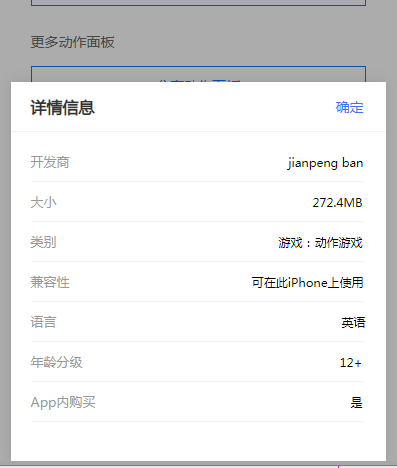 更多动作面板
详情信息 确定
开发商 jianpeng ban
大小 272.4MB
类别 游戏：动作游戏
兼容性 可在此iPhone上使用
语言 英语
年龄分级 12+
App内购买 是